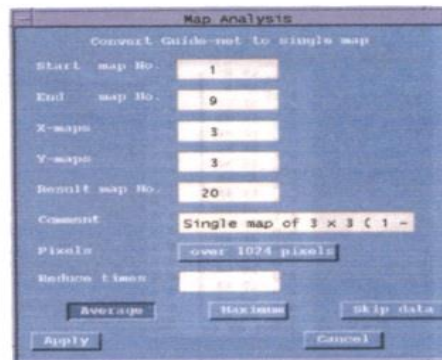 Map Analysis
Convert Guide-net to single map
Start map No. 1
End map No. 9
X-maps 3
Y-maps 3
Result map No. 20
Comment Single map of 3 x 3 ( 1 -
Pixels over 1024 pixels
Reduce times
Average Maximum Skip data
Apply Cancel